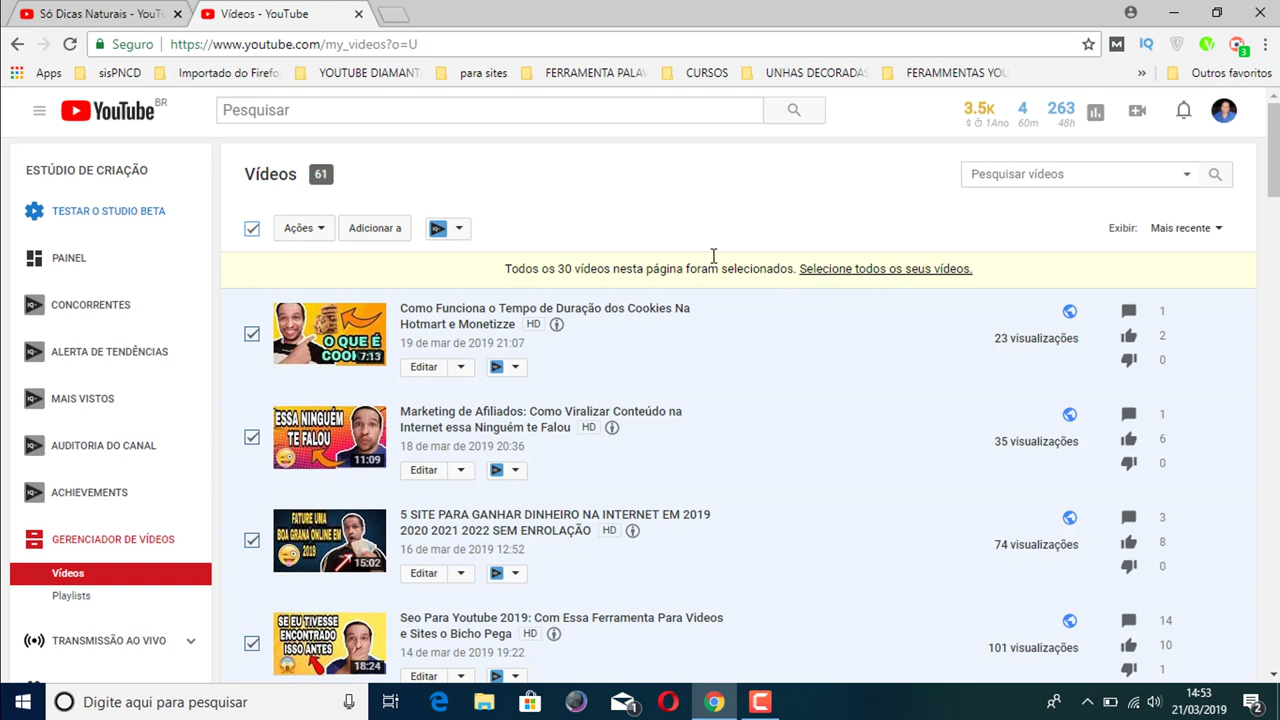 Só Dicas Naturais - YouTu
Vídeos - YouTube
Seguro
https://www.youtube.com/my_videos?o=U
Apps
sisPNCD
Importado do Firefo
YOUTUBE DIAMANT
para sites
FERRAMENTA PALA
CURSOS
UNHAS DECORADAS
FERAMMENTAS YOU
Outros favoritos
YouTube BR
Pesquisar
3.5K
$ 1Ano
4
60m
263
48h
ESTÚDIO DE CRIAÇÃO
TESTAR O STUDIO BETA
PAINEL
CONCORRENTES
ALERTA DE TENDÊNCIAS
MAIS VISTOS
AUDITORIA DO CANAL
ACHIEVEMENTS
GERENCIADOR DE VÍDEOS
Vídeos
Playlists
TRANSMISSÃO AO VIVO
Vídeos 61
Pesquisar vídeos
Ações
Adicionar a
Exibir: Mais recente
Todos os 30 vídeos nesta página foram selecionados. Selecione todos os seus vídeos.
O QUE É
COOK
7:13
Como Funciona o Tempo de Duração dos Cookies Na
Hotmart e Monetizze HD
19 de mar de 2019 21:07
Editar
23 visualizações
1
2
0
ESSA NINGUÉM
TE FALOU
11:09
Marketing de Afiliados: Como Viralizar Conteúdo na
Internet essa Ninguém te Falou HD
18 de mar de 2019 20:36
Editar
35 visualizações
1
6
0
FATURE UMA
BOA GRANA ONLINE EM
2019
15:02
5 SITE PARA GANHAR DINHEIRO NA INTERNET EM 2019
2020 2021 2022 SEM ENROLAÇÃO HD
16 de mar de 2019 12:52
Editar
74 visualizações
3
8
0
SE EU TIVESSE
ENCONTRADO
ISSO ANTES
18:24
Seo Para Youtube 2019: Com Essa Ferramenta Para Videos
e Sites o Bicho Pega HD
14 de mar de 2019 19:22
Editar
101 visualizações
14
10
1
Digite aqui para pesquisar
14:53
21/03/2019